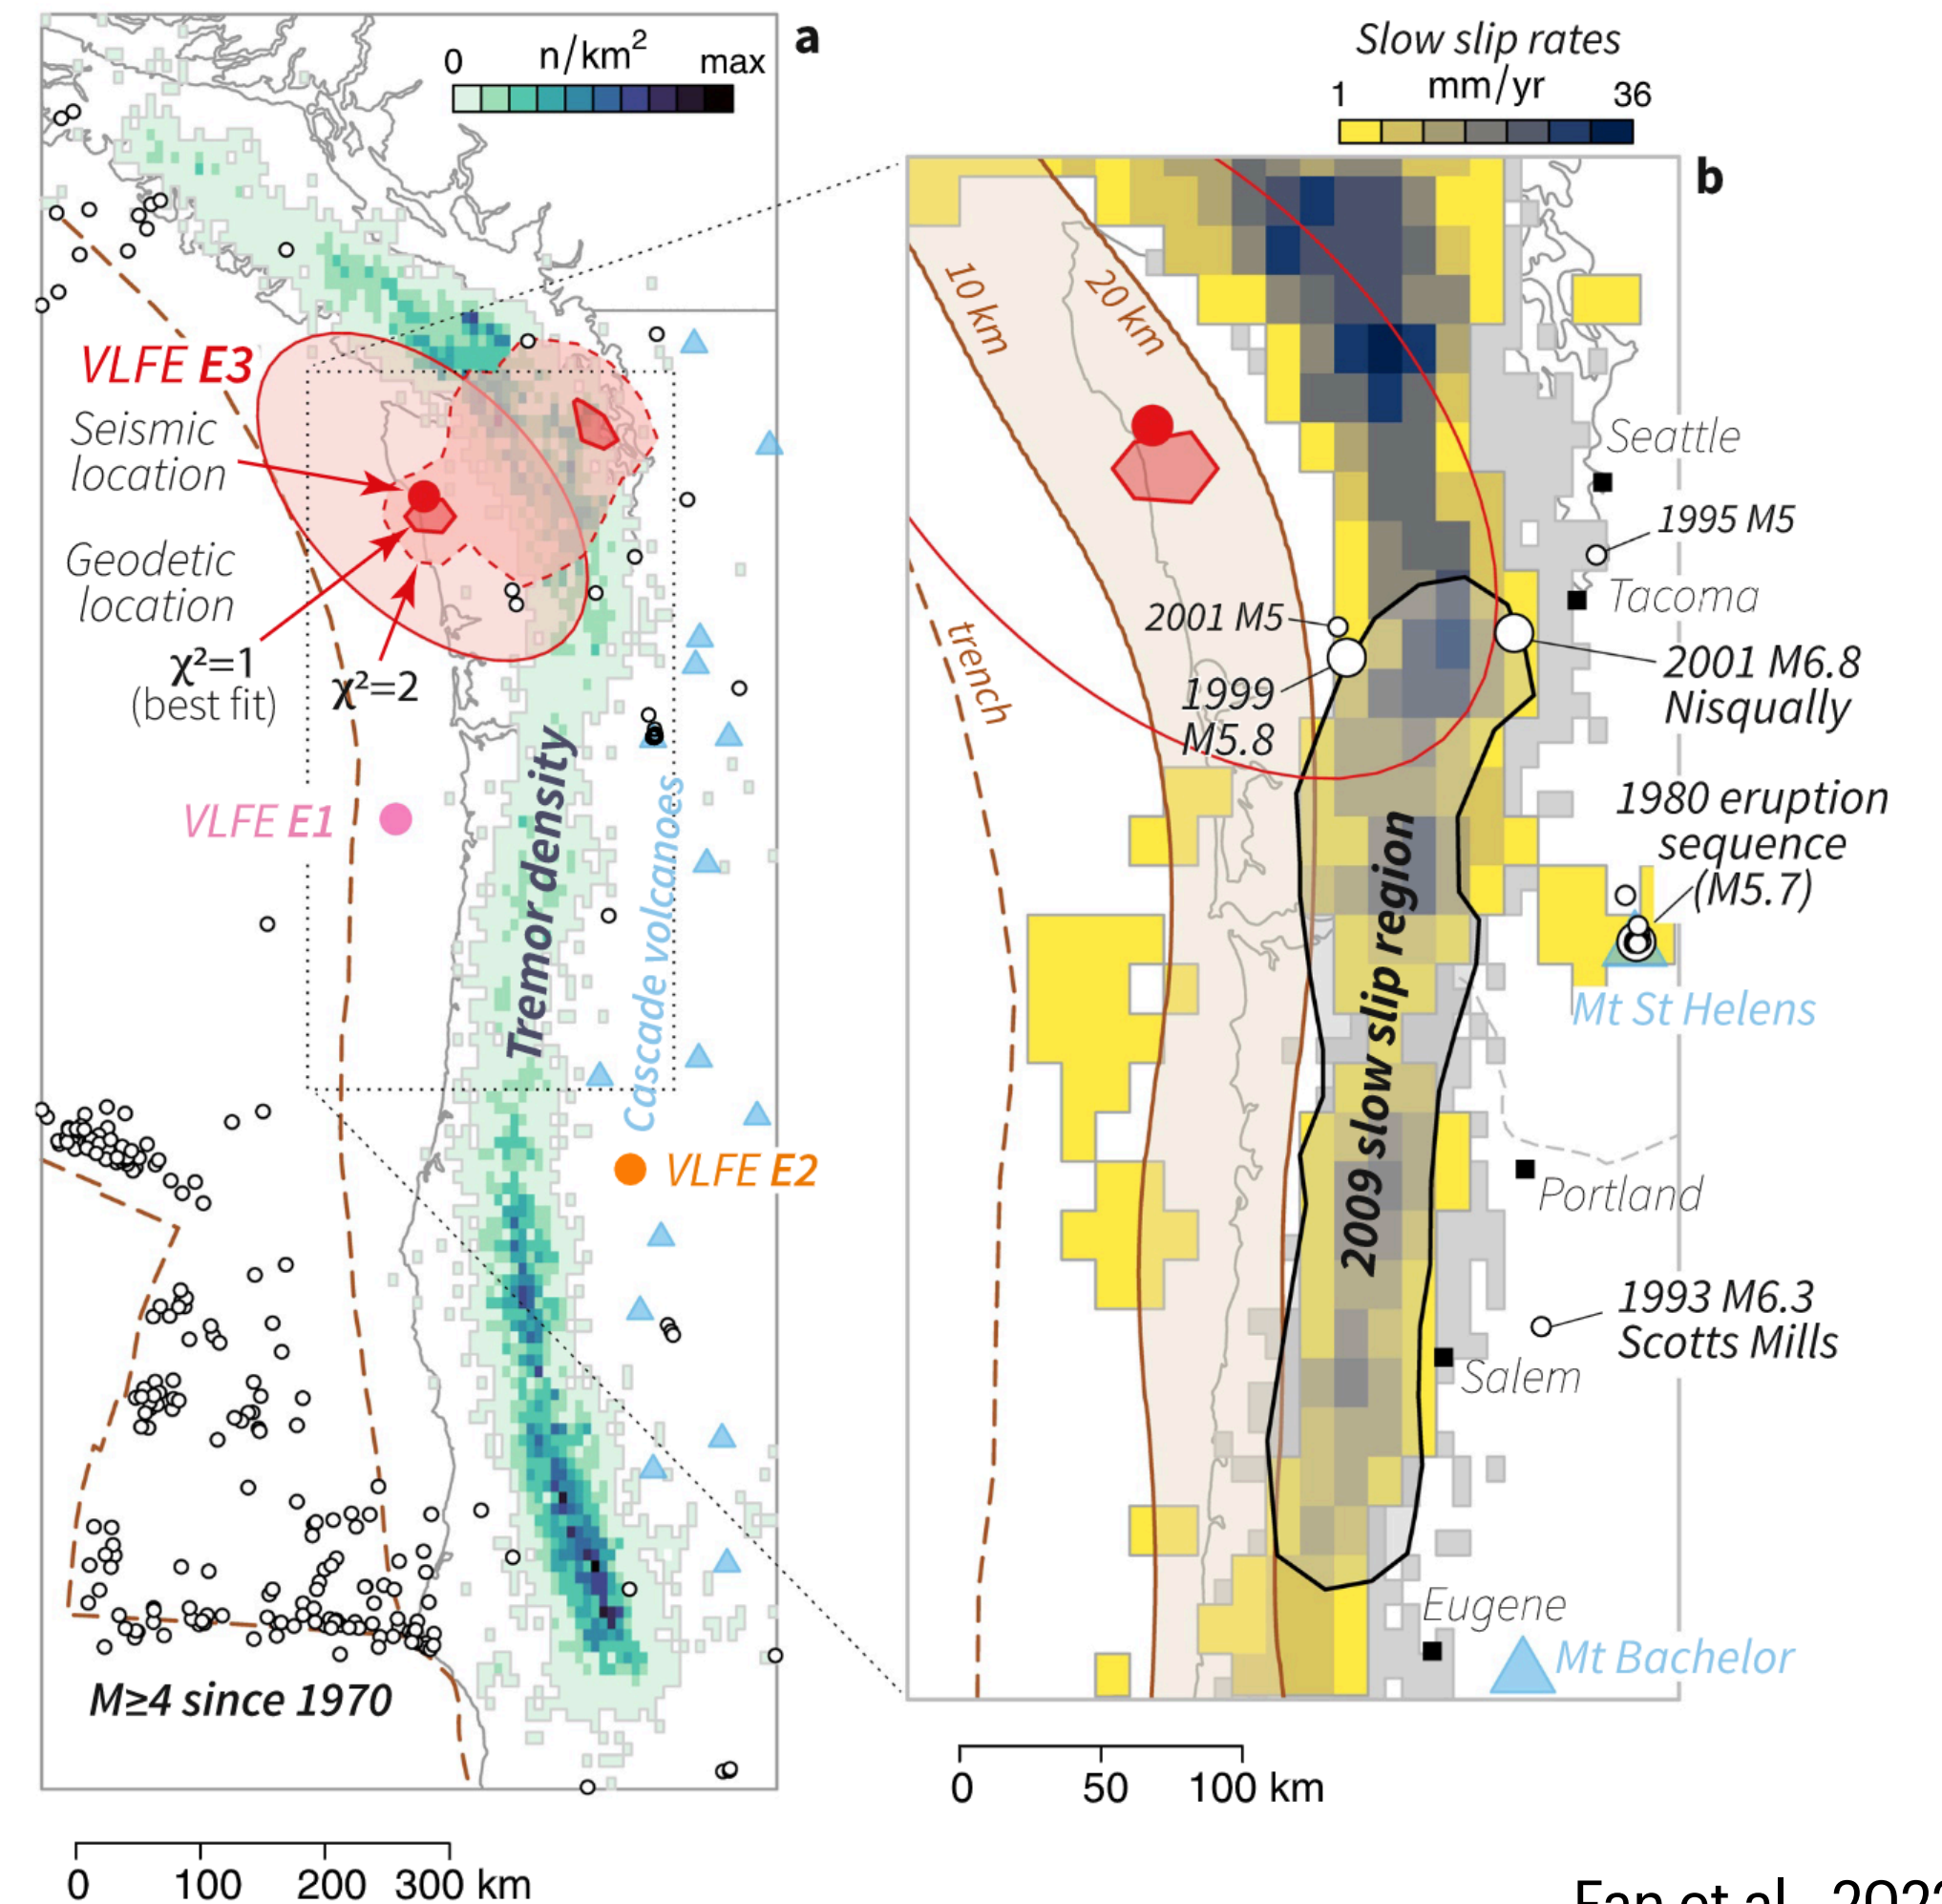 a
0 n/km² max
VLFE E3
Seismic
location
Geodetic
location
χ²=1
(best fit)
χ²=2
VLFE E1
Tremor density
Cascade volcanoes
VLFE E2
M≥4 since 1970
0 100 200 300 km
Slow slip rates
mm/yr
1 36
b
10 km
20 km
trench
Seattle
1995 M5
Tacoma
2001 M5
1999
M5.8
2001 M6.8
Nisqually
1980 eruption
sequence
(M5.7)
Mt St Helens
2009 slow slip region
Portland
1993 M6.3
Scotts Mills
Salem
Eugene
Mt Bachelor
0 50 100 km